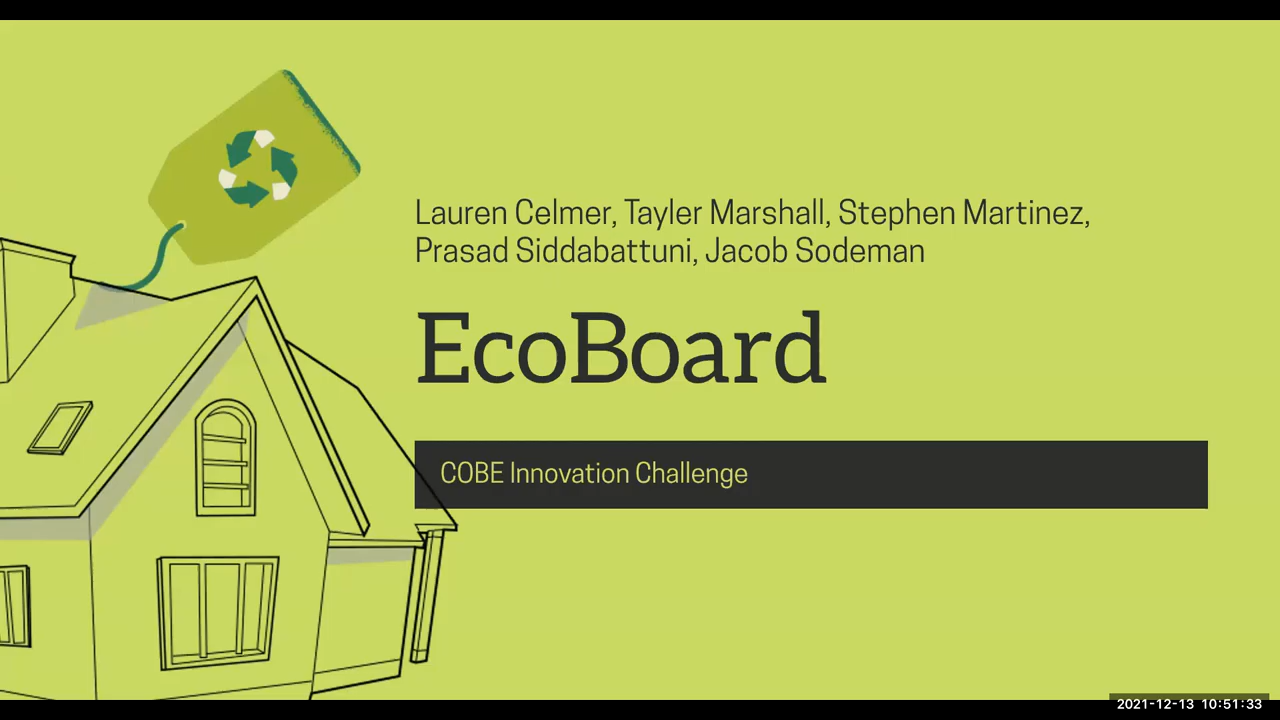 Lauren Celmer, Tayler Marshall, Stephen Martinez,
Prasad Siddabattuni, Jacob Sodeman
EcoBoard
COBE Innovation Challenge
2021-12-13 10:51:33